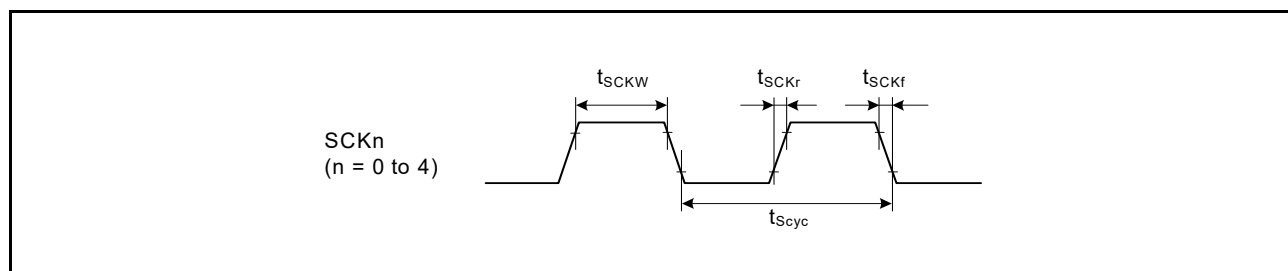 tSCKW
tSCKr
tSCKf
SCKn
(n = 0 to 4)
tScyc